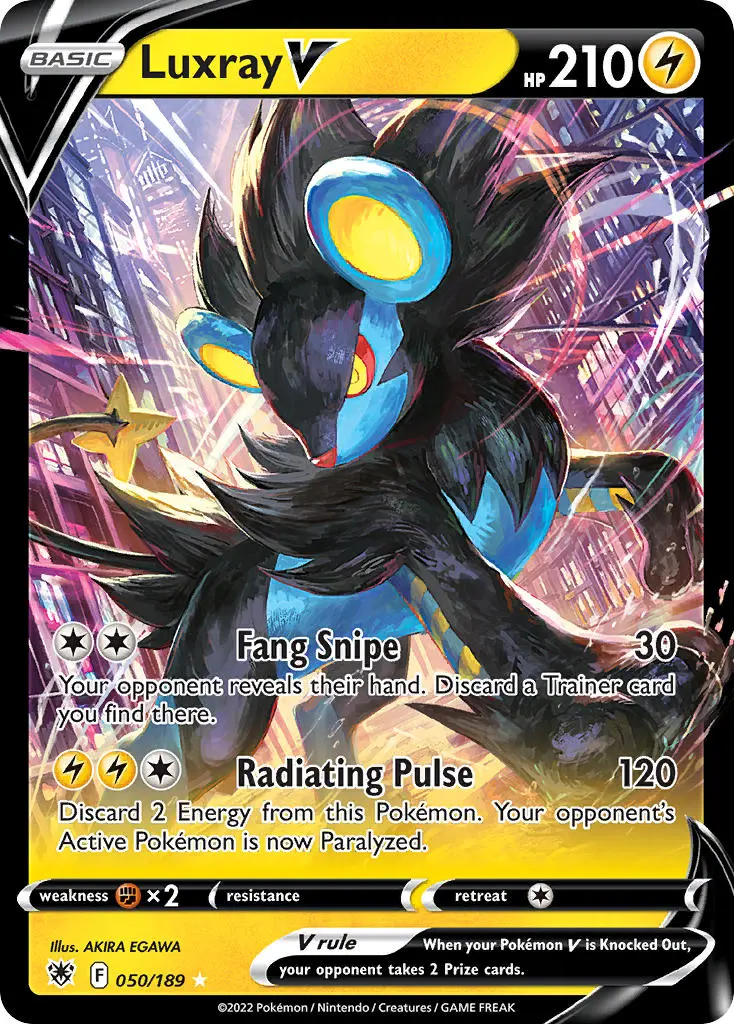 BASIC
Luxray V
HP 210
Fang Snipe 30
Your opponent reveals their hand. Discard a Trainer card
you find there.
Radiating Pulse 120
Discard 2 Energy from this Pokémon. Your opponent's
Active Pokémon is now Paralyzed.
weakness ×2 resistance retreat
Illus. AKIRA EGAWA
V rule When your Pokémon V is Knocked Out,
your opponent takes 2 Prize cards.
F 050/189
©2022 Pokémon / Nintendo / Creatures / GAME FREAK